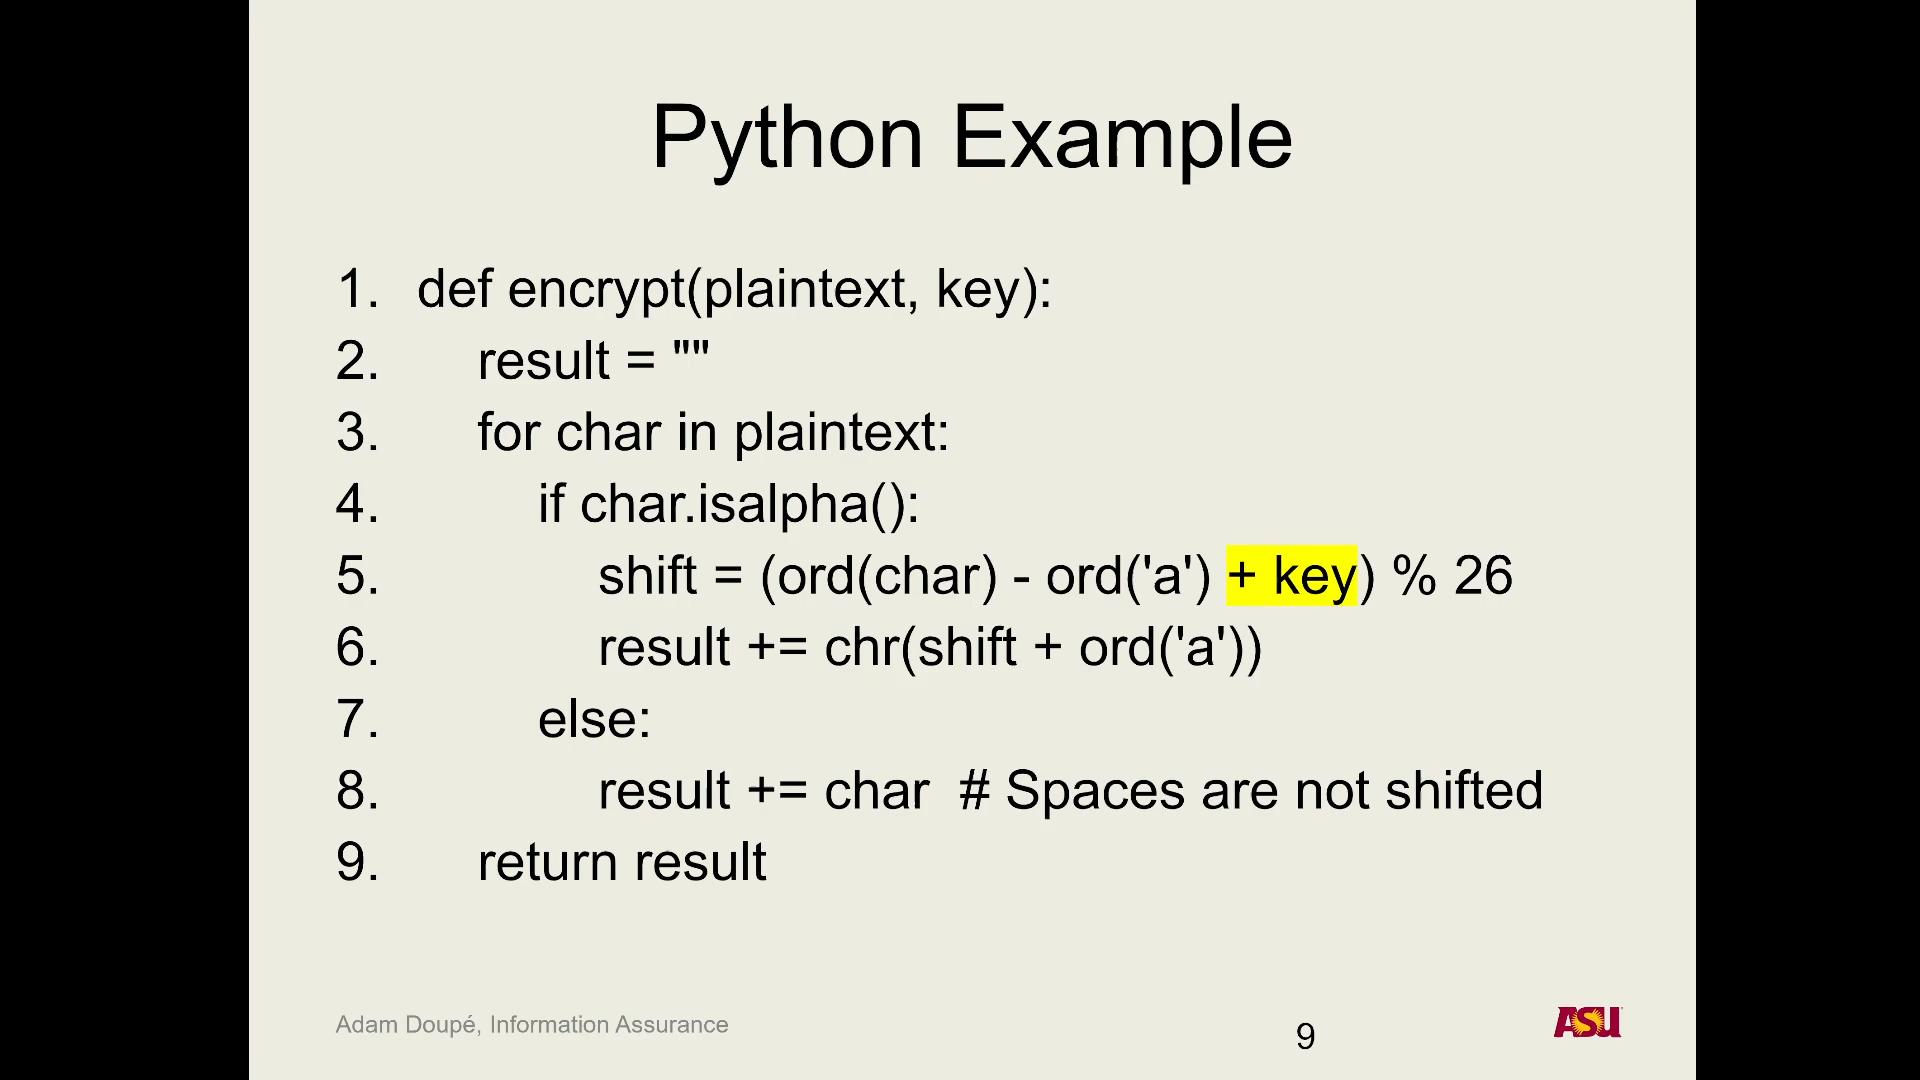 Python Example
1. def encrypt(plaintext, key):
2. result = ""
3. for char in plaintext:
4. if char.isalpha():
5. shift = (ord(char) - ord('a') + key) % 26
6. result += chr(shift + ord('a'))
7. else:
8. result += char  # Spaces are not shifted
9. return result
Adam Doupé, Information Assurance
9
ASU